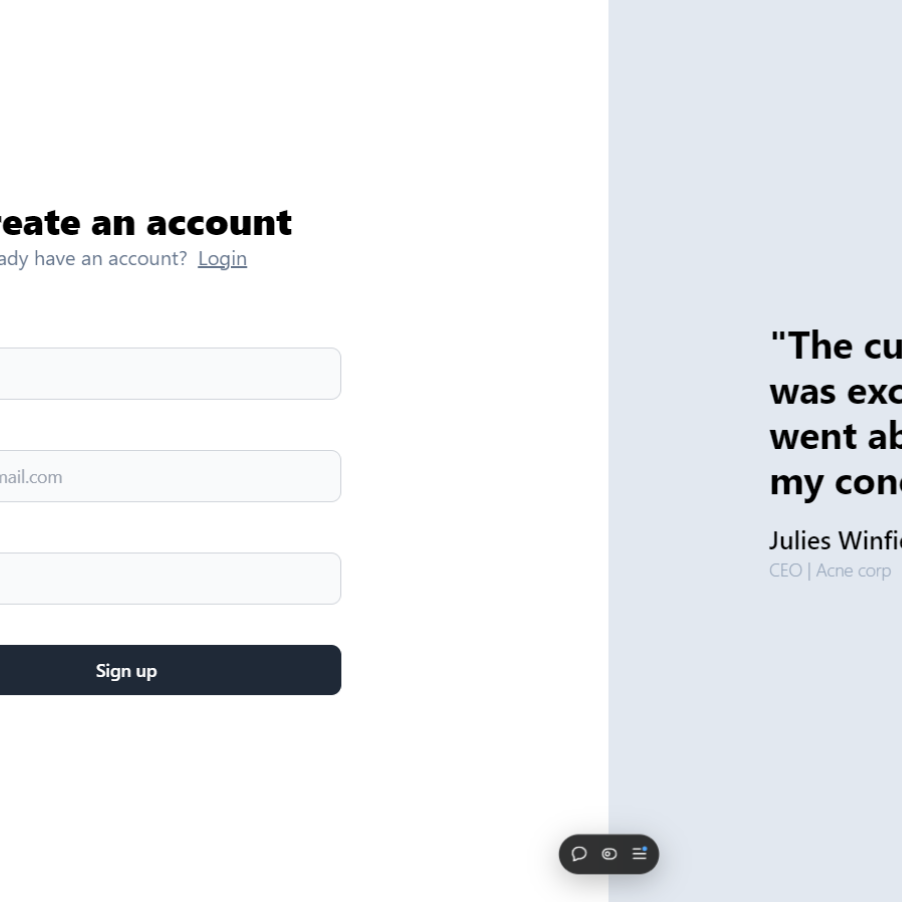 reate an account
ady have an account? Login
mail.com
Sign up
"The cu
was exc
went ab
my conc
Julies Winfie
CEO | Acne corp